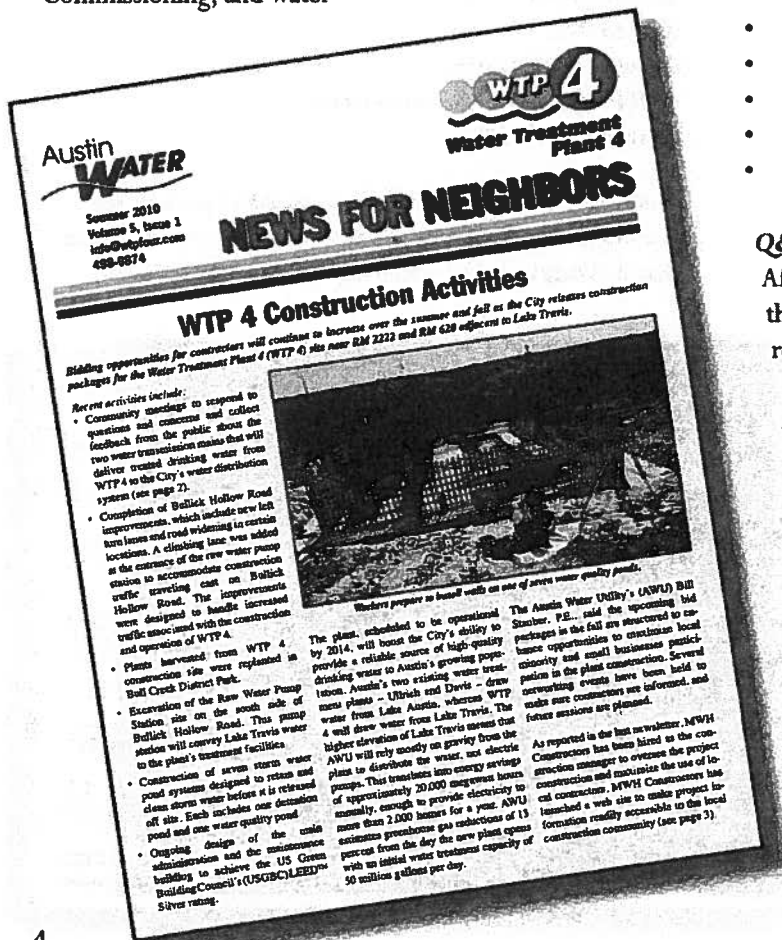 Commissioning, and water
Austin
WATER
Summer 2010
Volume 5, Issue 1
info@wtpfour.com
498-0874
WTP 4
Water Treatment
Plant 4
NEWS FOR NEIGHBORS
WTP 4 Construction Activities
Bidding opportunities for contractors will continue to increase over the summer and fall as the City releases construction
packages for the Water Treatment Plant 4 (WTP 4) site near RM 2222 and RM 620 adjacent to Lake Travis.
Recent activities include:
• Community meetings to respond to
questions and concerns and collect
feedback from the public about the
two water transmission mains that will
deliver treated drinking water from
WTP 4 to the City's water distribution
system (see page 2).
• Completion of Bullick Hollow Road
improvements, which include new left
turn lanes and road widening in certain
locations. A climbing lane was added
at the entrance of the raw water pump
station to accommodate construction
traffic traveling east on Bullick
Hollow Road. The improvements
were designed to handle increased
traffic associated with the construction
and operation of WTP 4.
• Plants harvested from WTP 4
construction site were replanted in
Bull Creek District Park.
• Excavation of the Raw Water Pump
Station site on the south side of
Bullick Hollow Road. This pump
station will convey Lake Travis water
to the plant's treatment facilities.
• Construction of seven storm water
pond systems designed to retain and
clean storm water before it is released
off site. Each includes one detention
pond and one water quality pond
• Ongoing design of the main
administration and the maintenance
building to achieve the US Green
Building Council's (USGBC) LEED™
Silver rating.
Workers prepare to install walls on one of seven water quality ponds.
The plant, scheduled to be operational
by 2014, will boost the City's ability to
provide a reliable source of high-quality
drinking water to Austin's growing popu-
lation. Austin's two existing water treat-
ment plants – Ullrich and Davis – draw
water from Lake Austin, whereas WTP
4 will draw water from Lake Travis. The
higher elevation of Lake Travis means that
AWU will rely mostly on gravity from the
plant to distribute the water, not electric
pumps. This translates into energy savings
of approximately 20,000 megawatt hours
annually, enough to provide electricity to
more than 2,000 homes for a year. AWU
estimates greenhouse gas reductions of 15
percent from the day the new plant opens
with an initial water treatment capacity of
50 million gallons per day.
The Austin Water Utility's (AWU) Bill
Stauber, P.E., said the upcoming bid
packages in the fall are structured to en-
hance opportunities to maximize local
minority and small businesses partici-
pation in the plant construction. Several
networking events have been held to
make sure contractors are informed, and
future sessions are planned.
As reported in the last newsletter, MWH
Constructors has been hired as the con-
struction manager to oversee the project
construction and maximize the use of lo-
cal contractors. MWH Constructors has
launched a web site to make project in-
formation readily accessible to the local
construction community (see page 3).
4
•
•
•
•
•
Q&